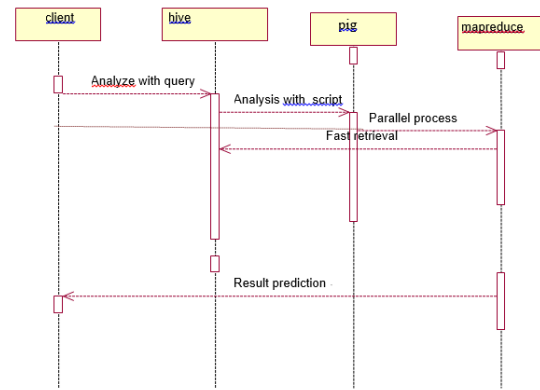 client
hive
pig
mapreduce
Analyze with query
Analysis with script
Parallel process
Fast retrieval
Result prediction